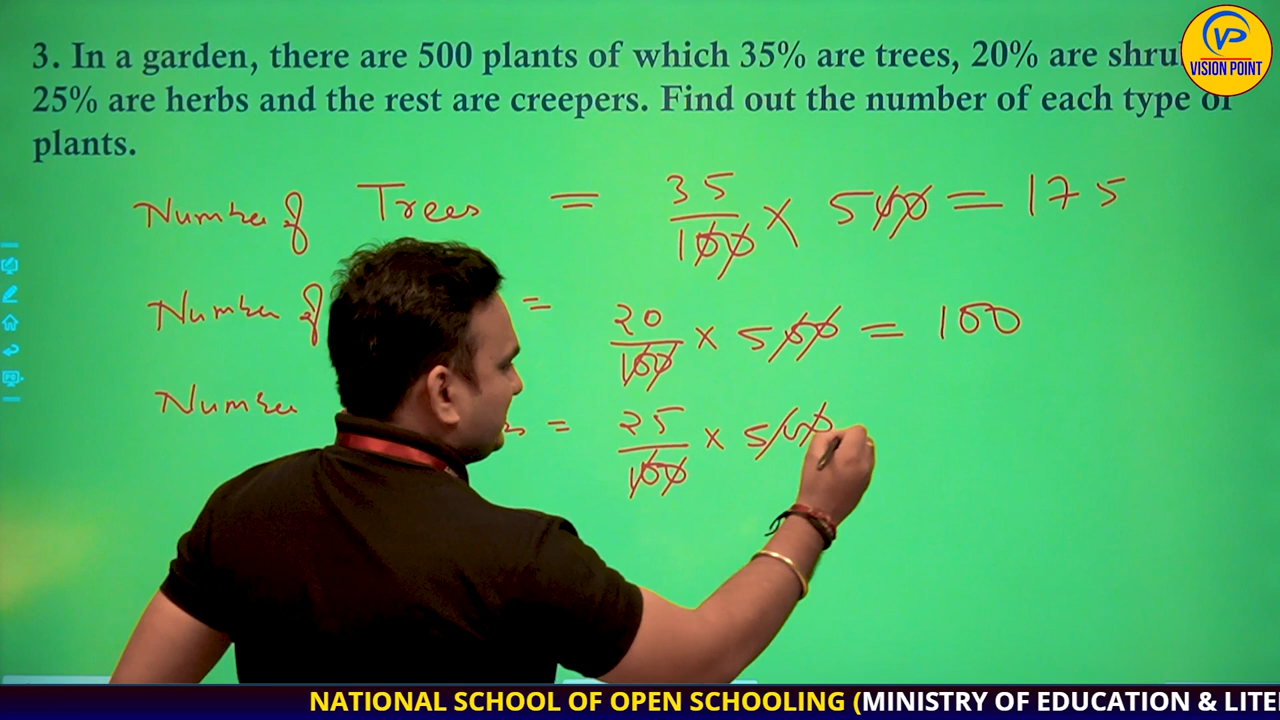 3. In a garden, there are 500 plants of which 35% are trees, 20% are shru
25% are herbs and the rest are creepers. Find out the number of each type of
plants.
VP
VISION POINT
Number of Trees = 35/100 × 500 = 175
Number of = 20/100 × 500 = 100
Number = 25/100 × 500
NATIONAL SCHOOL OF OPEN SCHOOLING (MINISTRY OF EDUCATION & LITE